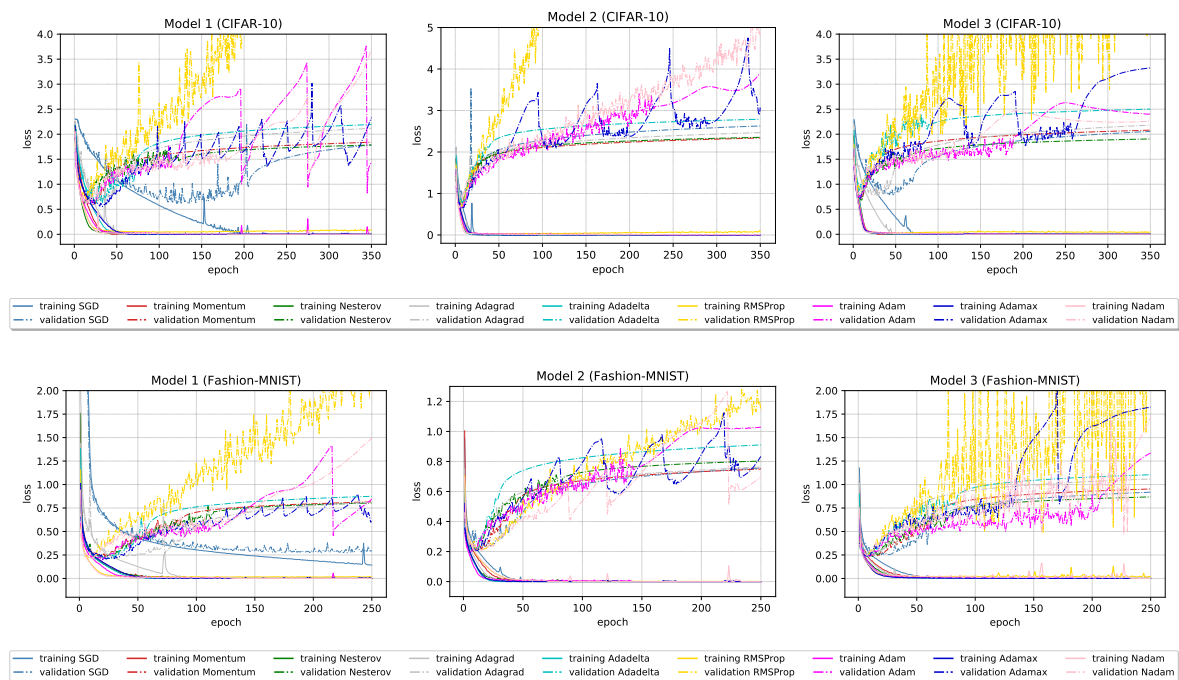 Model 1 (CIFAR-10)
Model 2 (CIFAR-10)
Model 3 (CIFAR-10)
4.0
3.5
3.0
2.5
2.0
1.5
1.0
0.5
0.0
loss
0 50 100 150 200 250 300 350
epoch
5
4
3
2
1
0
loss
0 50 100 150 200 250 300 350
epoch
4.0
3.5
3.0
2.5
2.0
1.5
1.0
0.5
0.0
loss
0 50 100 150 200 250 300 350
epoch
training SGD training Momentum training Nesterov training Adagrad training Adadelta training RMSProp training Adam training Adamax training Nadam
validation SGD validation Momentum validation Nesterov validation Adagrad validation Adadelta validation RMSProp validation Adam validation Adamax validation Nadam
Model 1 (Fashion-MNIST)
Model 2 (Fashion-MNIST)
Model 3 (Fashion-MNIST)
2.00
1.75
1.50
1.25
1.00
0.75
0.50
0.25
0.00
loss
0 50 100 150 200 250
epoch
1.2
1.0
0.8
0.6
0.4
0.2
0.0
loss
0 50 100 150 200 250
epoch
2.00
1.75
1.50
1.25
1.00
0.75
0.50
0.25
0.00
loss
0 50 100 150 200 250
epoch
training SGD training Momentum training Nesterov training Adagrad training Adadelta training RMSProp training Adam training Adamax training Nadam
validation SGD validation Momentum validation Nesterov validation Adagrad validation Adadelta validation RMSProp validation Adam validation Adamax validation Nadam